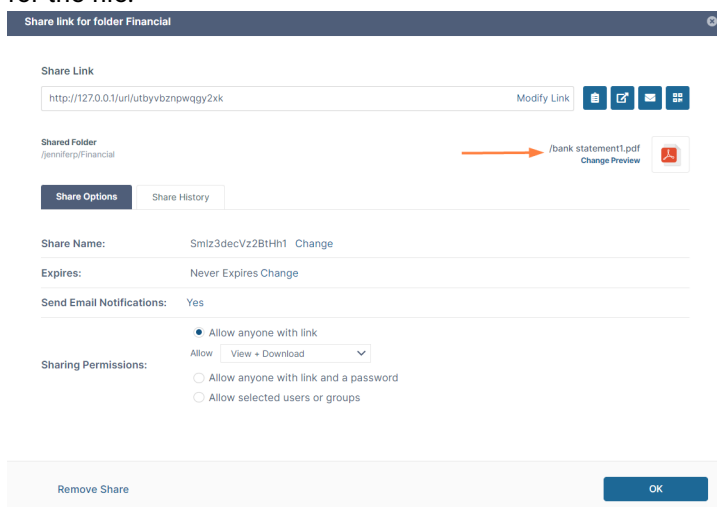 for the file.
Share link for folder Financial
Share Link
http://127.0.0.1/url/utbyvbznpwqgy2xk Modify Link
Shared Folder
/jenniferp/Financial
/bank statement1.pdf
Change Preview
Share Options Share History
Share Name: SmIz3decVz2BtHh1 Change
Expires: Never Expires Change
Send Email Notifications: Yes
Sharing Permissions:
Allow anyone with link
Allow View + Download
Allow anyone with link and a password
Allow selected users or groups
Remove Share OK